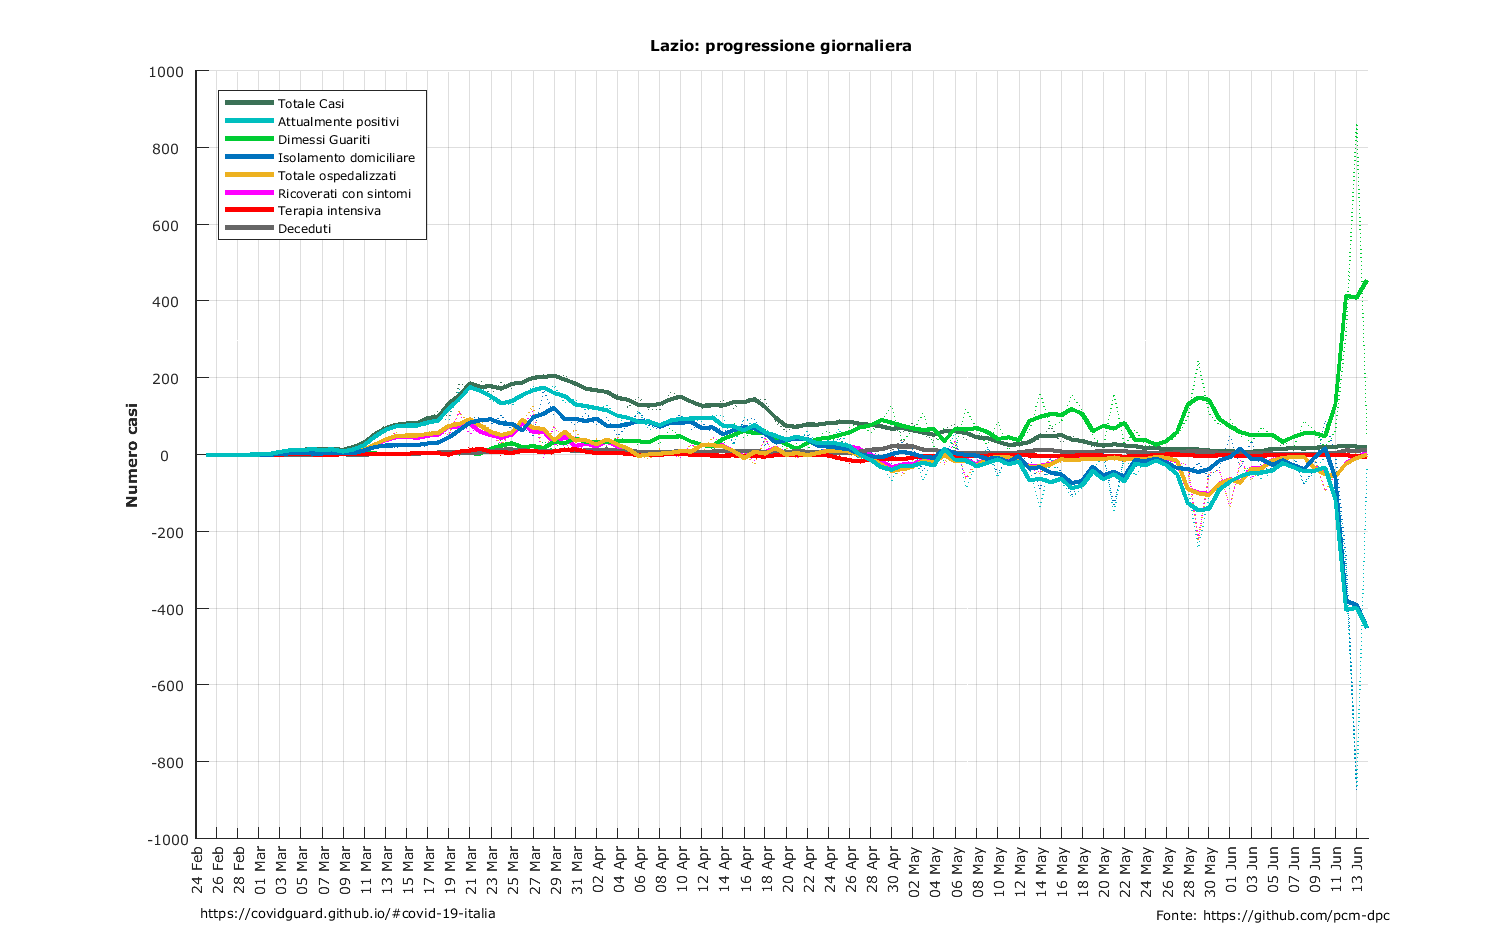 Lazio: progressione giornaliera
Numero casi
1000
800
600
400
200
0
-200
-400
-600
-800
-1000
Totale Casi
Attualmente positivi
Dimessi Guariti
Isolamento domiciliare
Totale ospedalizzati
Ricoverati con sintomi
Terapia intensiva
Deceduti
24 Feb
26 Feb
28 Feb
01 Mar
03 Mar
05 Mar
07 Mar
09 Mar
11 Mar
13 Mar
15 Mar
17 Mar
19 Mar
21 Mar
23 Mar
25 Mar
27 Mar
29 Mar
31 Mar
02 Apr
04 Apr
06 Apr
08 Apr
10 Apr
12 Apr
14 Apr
16 Apr
18 Apr
20 Apr
22 Apr
24 Apr
26 Apr
28 Apr
30 Apr
02 May
04 May
06 May
08 May
10 May
12 May
14 May
16 May
18 May
20 May
22 May
24 May
26 May
28 May
30 May
01 Jun
03 Jun
05 Jun
07 Jun
09 Jun
11 Jun
13 Jun
https://covidguard.github.io/#covid-19-italia
Fonte: https://github.com/pcm-dpc